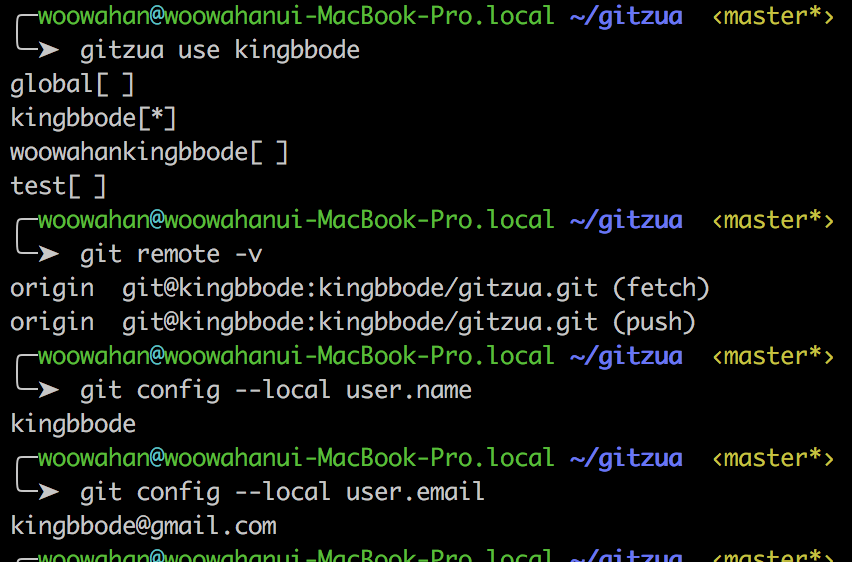 woowahan@woowahanui-MacBook-Pro.local ~/gitzua ‹master*›
gitzua use kingbbode
global[ ]
kingbbode[*]
woowahankingbbode[ ]
test[ ]
woowahan@woowahanui-MacBook-Pro.local ~/gitzua ‹master*›
git remote -v
origin  git@kingbbode:kingbbode/gitzua.git (fetch)
origin  git@kingbbode:kingbbode/gitzua.git (push)
woowahan@woowahanui-MacBook-Pro.local ~/gitzua ‹master*›
git config --local user.name
kingbbode
woowahan@woowahanui-MacBook-Pro.local ~/gitzua ‹master*›
git config --local user.email
kingbbode@gmail.com
woowahan@woowahanui-MacBook-Pro.local ~/gitzua ‹master*›